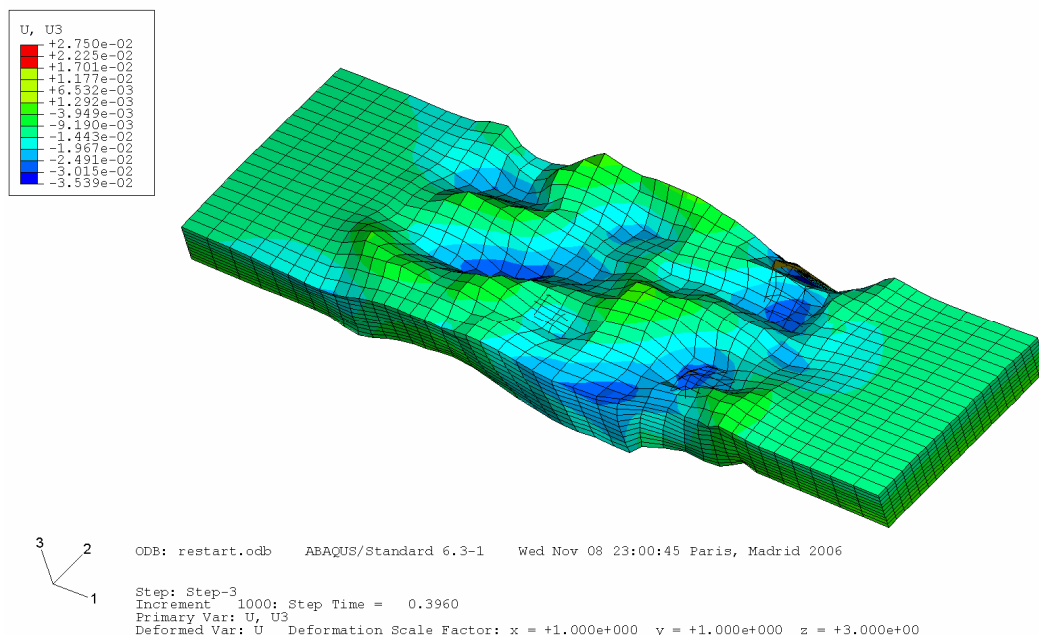 U, U3
+2.750e-02
+2.225e-02
+1.701e-02
+1.177e-02
+6.532e-03
+1.292e-03
-3.949e-03
-9.190e-03
-1.443e-02
-1.967e-02
-2.491e-02
-3.015e-02
-3.539e-02
3
2
1
ODB: restart.odb ABAQUS/Standard 6.3-1 Wed Nov 08 23:00:45 Paris, Madrid 2006
Step: Step-3
Increment 1000: Step Time = 0.3960
Primary Var: U, U3
Deformed Var: U Deformation Scale Factor: x = +1.000e+000 y = +1.000e+000 z = +3.000e+00